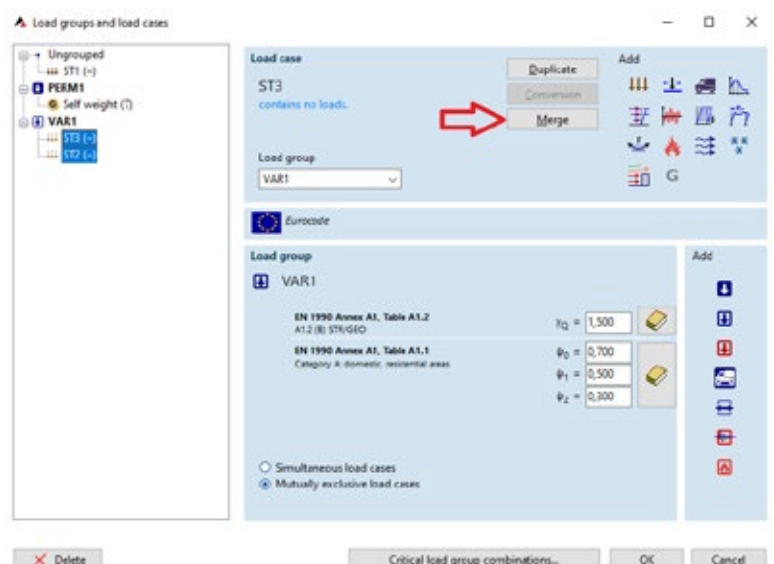 Load groups and load cases
Ungrouped
ST1 (~)
PERM1
Self weight (?)
VAR1
ST3 (~)
ST2 (~)
Load case
ST3
contains no loads.
Load group
VAR1
Duplicate
Conversion
Merge
Add
G
Eurocode
Load group
VAR1
EN 1990 Annex A1, Table A1.2
A1.2 (B) STR/GEO
γQ = 1,500
EN 1990 Annex A1, Table A1.1
Category A: domestic, residential areas
ψ0 = 0,700
ψ1 = 0,500
ψ2 = 0,300
Simultaneous load cases
Mutually exclusive load cases
Add
Delete
Critical load group combinations...
OK
Cancel